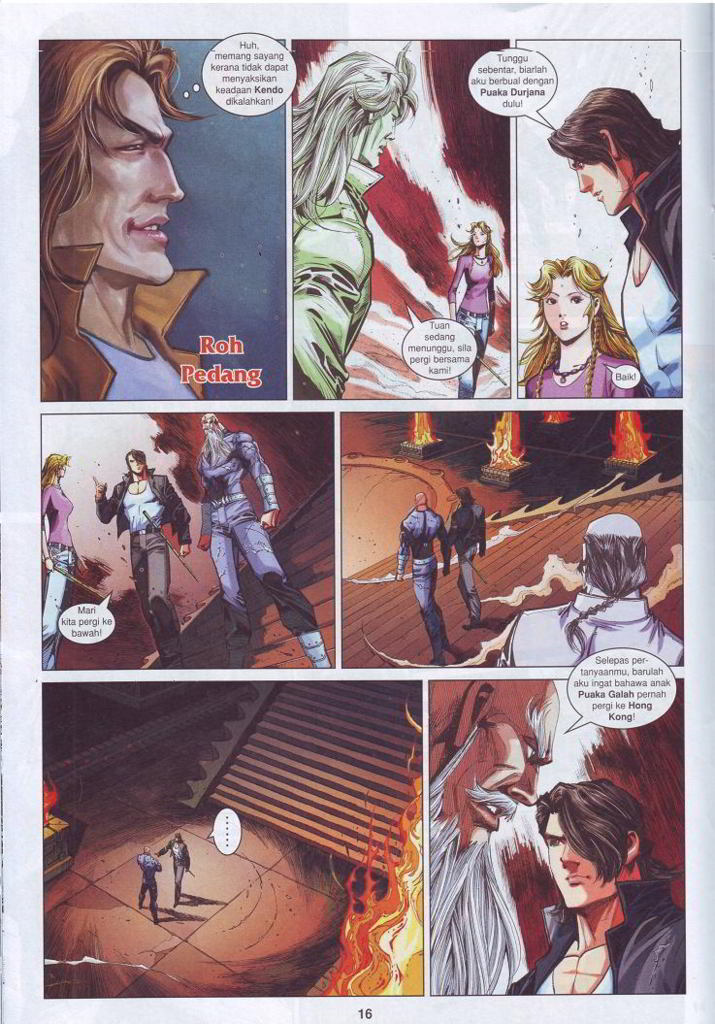 Huh,
memang sayang
kerana tidak dapat
menyaksikan
keadaan Kendo
dikalahkan!
Roh
Pedang
Tuan
sedang
menunggu, sila
pergi bersama
kami!
Tunggu
sebentar, biarlah
aku berbual dengan
Puaka Durjana
dulu!
Baik!
Mari
kita pergi ke
bawah!
......
Selepas per-
tanyaanmu, barulah
aku ingat bahawa anak
Puaka Galah pernah
pergi ke Hong
Kong!
16